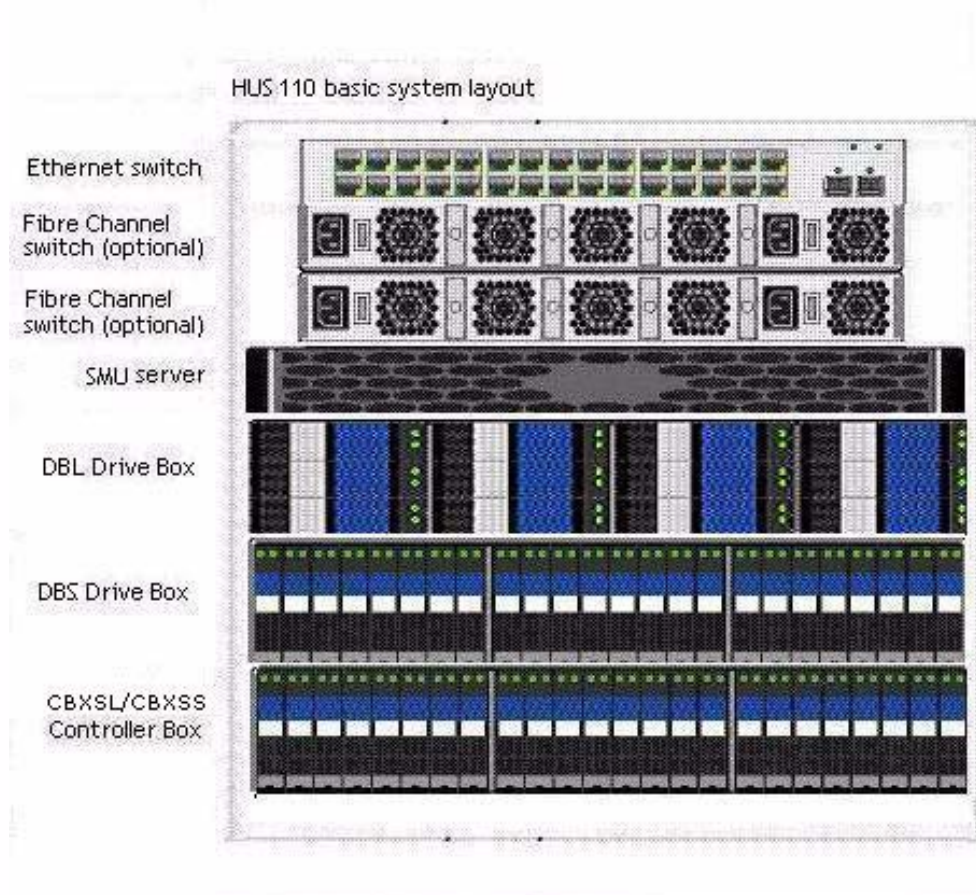 HUS 110 basic system layout
Ethernet switch
Fibre Channel
switch (optional)
Fibre Channel
switch (optional)
SMU server
DBL Drive Box
DBS Drive Box
CBXSL/CBXSS
Controller Box